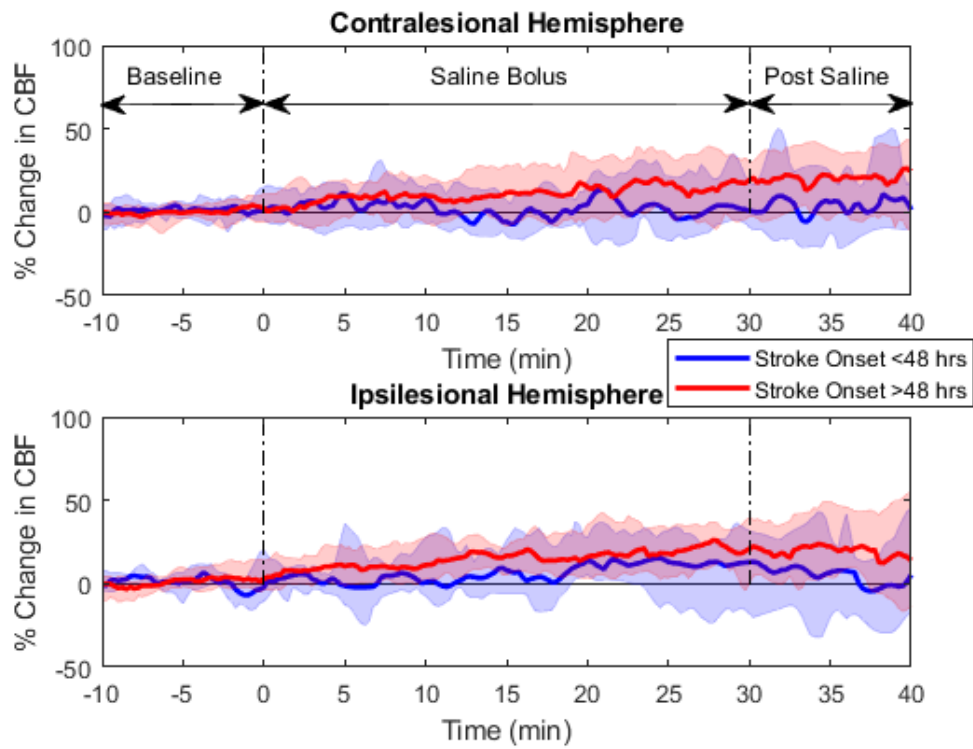 Contralesional Hemisphere
100
50
0
-50
% Change in CBF
Baseline
Saline Bolus
Post Saline
-10 -5 0 5 10 15 20 25 30 35 40
Time (min)
Stroke Onset <48 hrs
Stroke Onset >48 hrs
Ipsilesional Hemisphere
100
50
0
-50
% Change in CBF
-10 -5 0 5 10 15 20 25 30 35 40
Time (min)